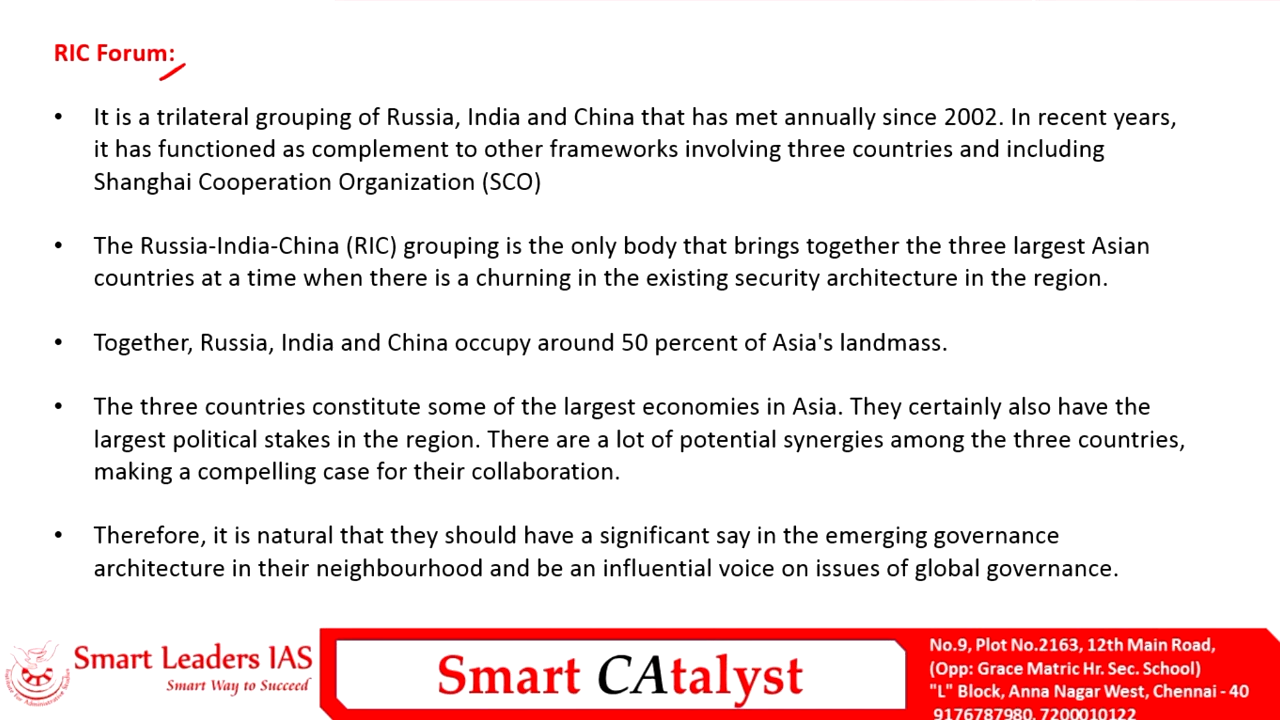 RIC Forum:
• It is a trilateral grouping of Russia, India and China that has met annually since 2002. In recent years,
it has functioned as complement to other frameworks involving three countries and including
Shanghai Cooperation Organization (SCO)
• The Russia-India-China (RIC) grouping is the only body that brings together the three largest Asian
countries at a time when there is a churning in the existing security architecture in the region.
• Together, Russia, India and China occupy around 50 percent of Asia's landmass.
• The three countries constitute some of the largest economies in Asia. They certainly also have the
largest political stakes in the region. There are a lot of potential synergies among the three countries,
making a compelling case for their collaboration.
• Therefore, it is natural that they should have a significant say in the emerging governance
architecture in their neighbourhood and be an influential voice on issues of global governance.
Smart Leaders IAS
Smart Way to Succeed
Smart CAtalyst
No.9, Plot No.2163, 12th Main Road,
(Opp: Grace Matric Hr. Sec. School)
"L" Block, Anna Nagar West, Chennai - 40
9176787980, 7200010122